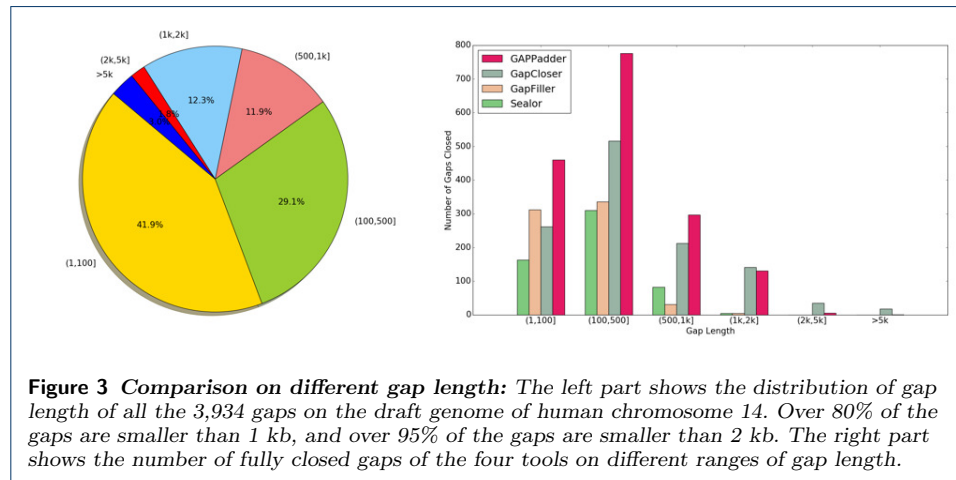 (1k,2k]
(2k,5k]
>5k
(500,1k]
12.3%
11.9%
1.8%
29.1%
(100,500]
41.9%
(1,100]
800
700
600
500
400
300
200
100
0
Number of Gaps Closed
GAPPadder
GapCloser
GapFiller
Sealor
(1,100]
(100,500]
(500,1k]
(1k,2k]
(2k,5k]
>5k
Gap Length
Figure 3 Comparison on different gap length: The left part shows the distribution of gap
length of all the 3,934 gaps on the draft genome of human chromosome 14. Over 80% of the
gaps are smaller than 1 kb, and over 95% of the gaps are smaller than 2 kb. The right part
shows the number of fully closed gaps of the four tools on different ranges of gap length.